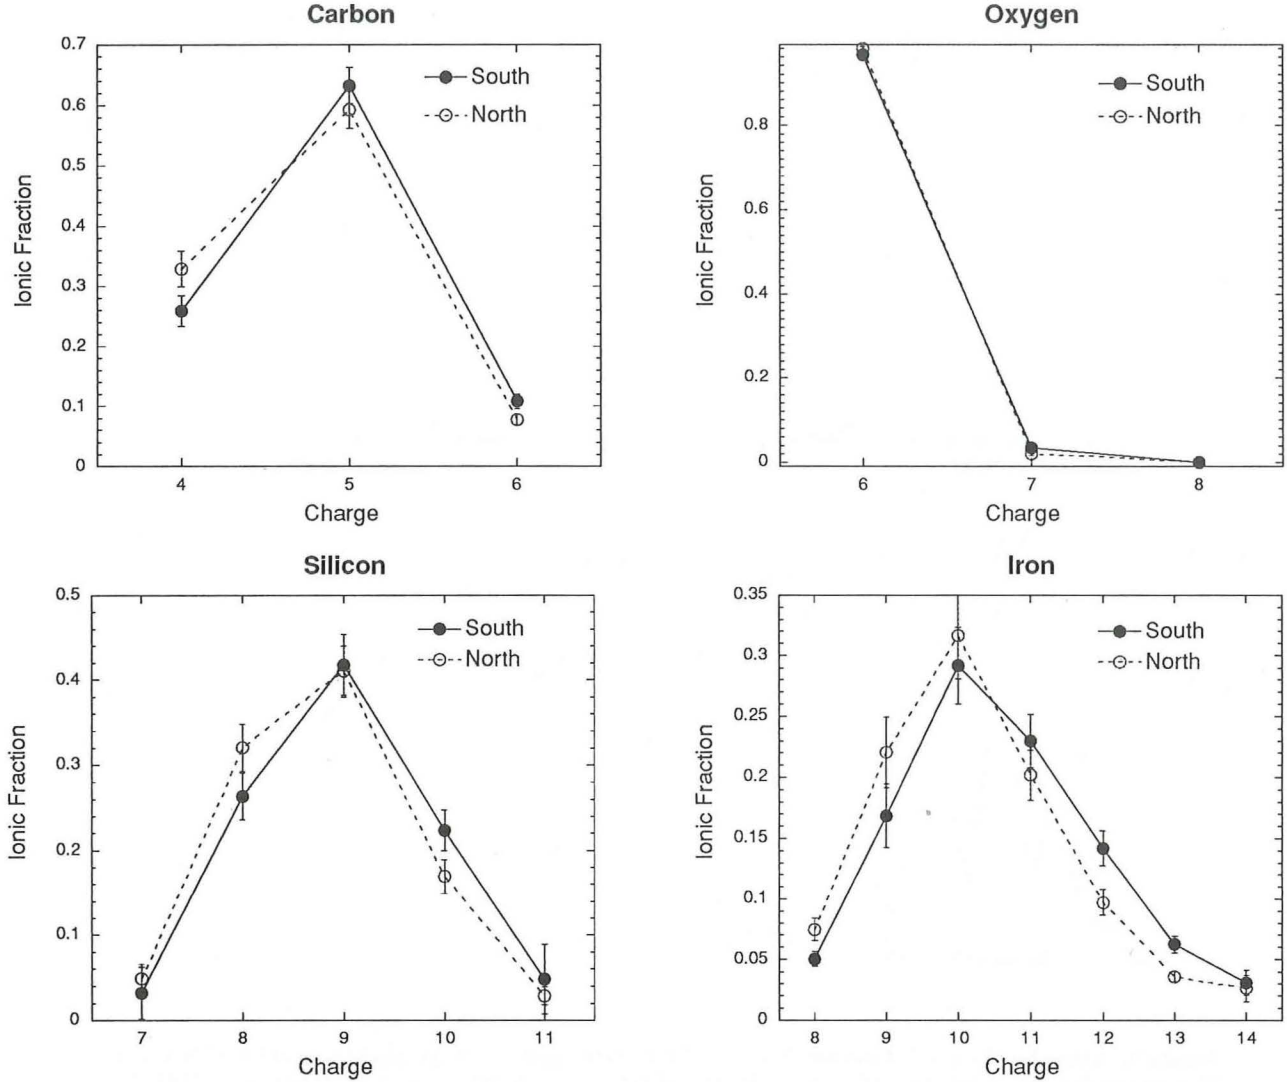 Carbon
0.7
0.6
0.5
0.4
0.3
0.2
0.1
0
Ionic Fraction
South
North
4 5 6
Charge
Oxygen
0.8
0.6
0.4
0.2
0
Ionic Fraction
South
North
6 7 8
Charge
Silicon
0.5
0.4
0.3
0.2
0.1
0
Ionic Fraction
South
North
7 8 9 10 11
Charge
Iron
0.35
0.3
0.25
0.2
0.15
0.1
0.05
0
Ionic Fraction
South
North
8 9 10 11 12 13 14
Charge